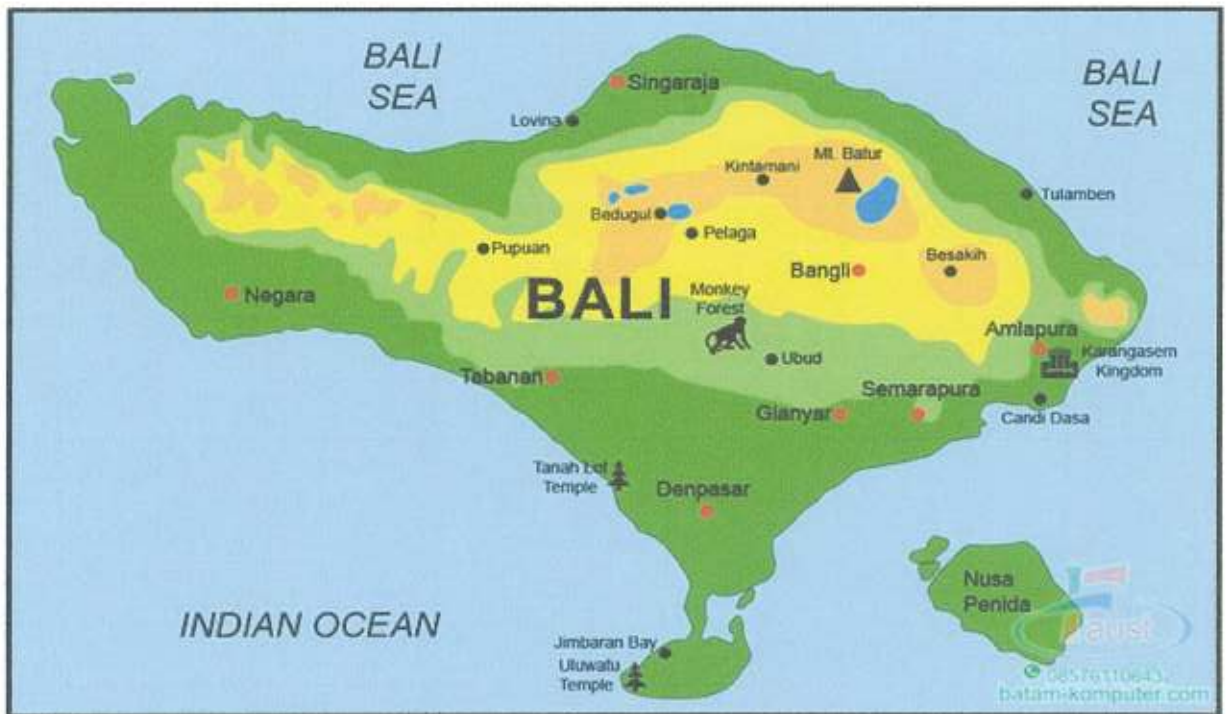 BALI
SEA
BALI
SEA
Singaraja
Lovina
Kintamani
Mt. Batur
Tulamben
Bedugul
Pelaga
Pupuan
Besakih
Bangli
Negara
BALI
Monkey
Forest
Amlapura
Karangasem
Kingdom
Ubud
Tabanan
Semarapura
Gianyar
Candi Dasa
Tanah Lot
Temple
Denpasar
Nusa
Penida
INDIAN OCEAN
Jimbaran Bay
Uluwatu
Temple
Faust
batam-komputer.com